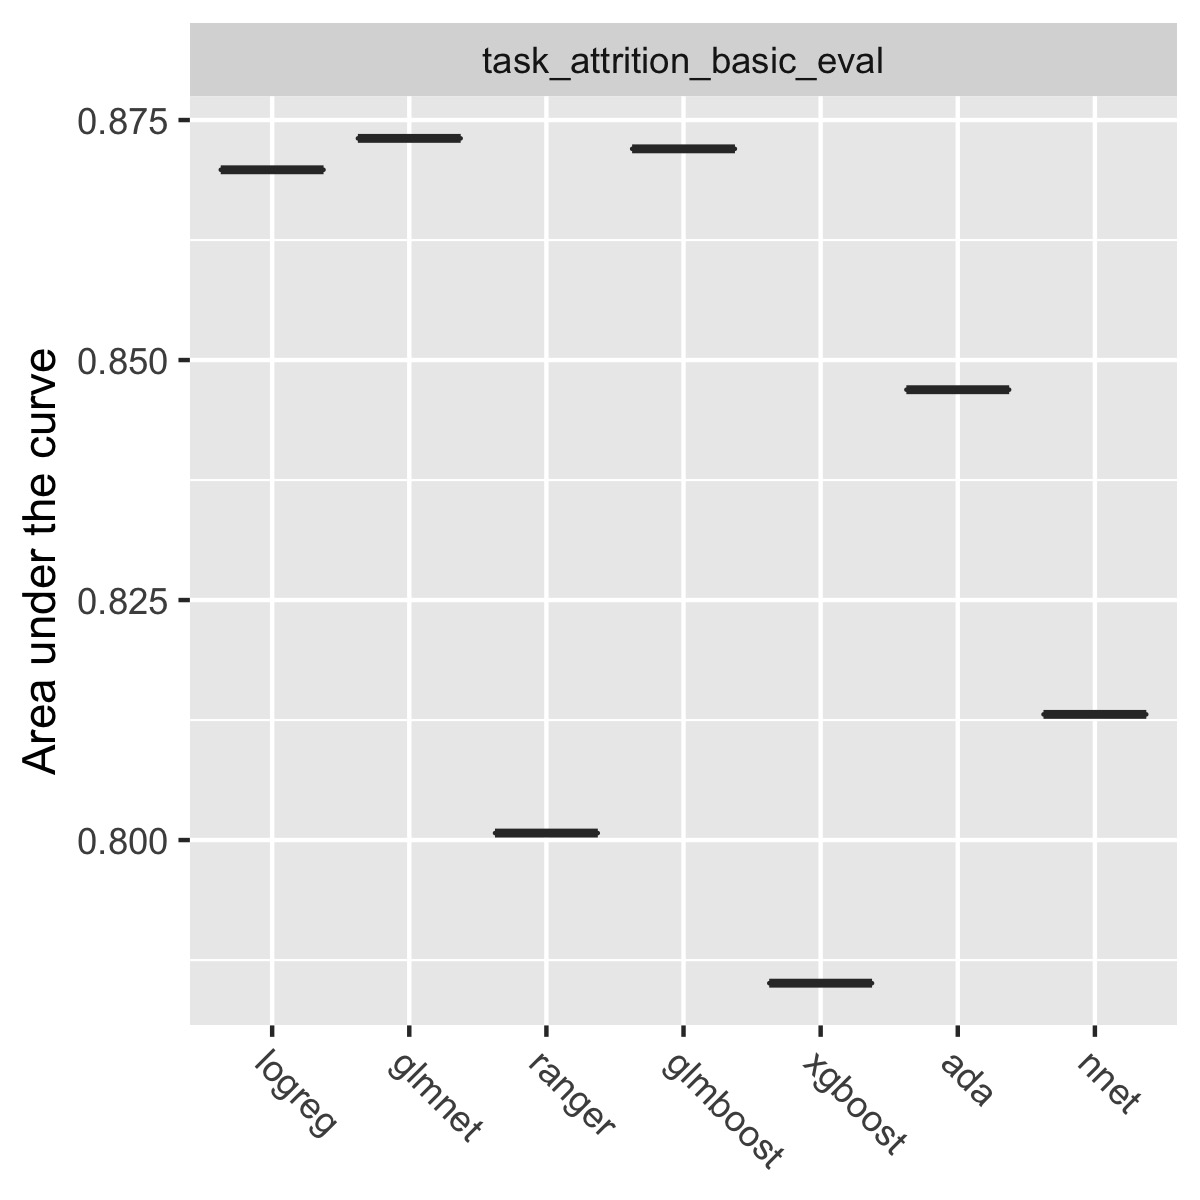 task_attrition_basic_eval
Area under the curve
0.875
0.850
0.825
0.800
logreg
glmnet
ranger
glmboost
xgboost
ada
nnet